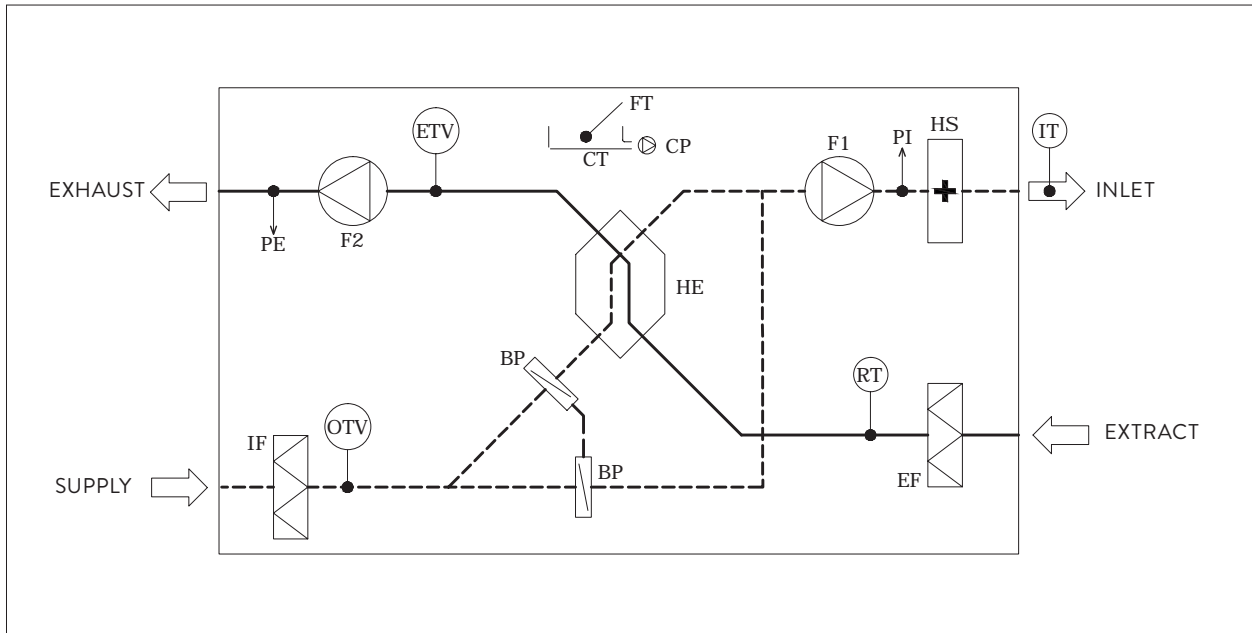 FT
ETV
CT
CP
F1
PI
HS
IT
EXHAUST
INLET
PE
F2
HE
BP
RT
IF
OTV
EXTRACT
BP
EF
SUPPLY